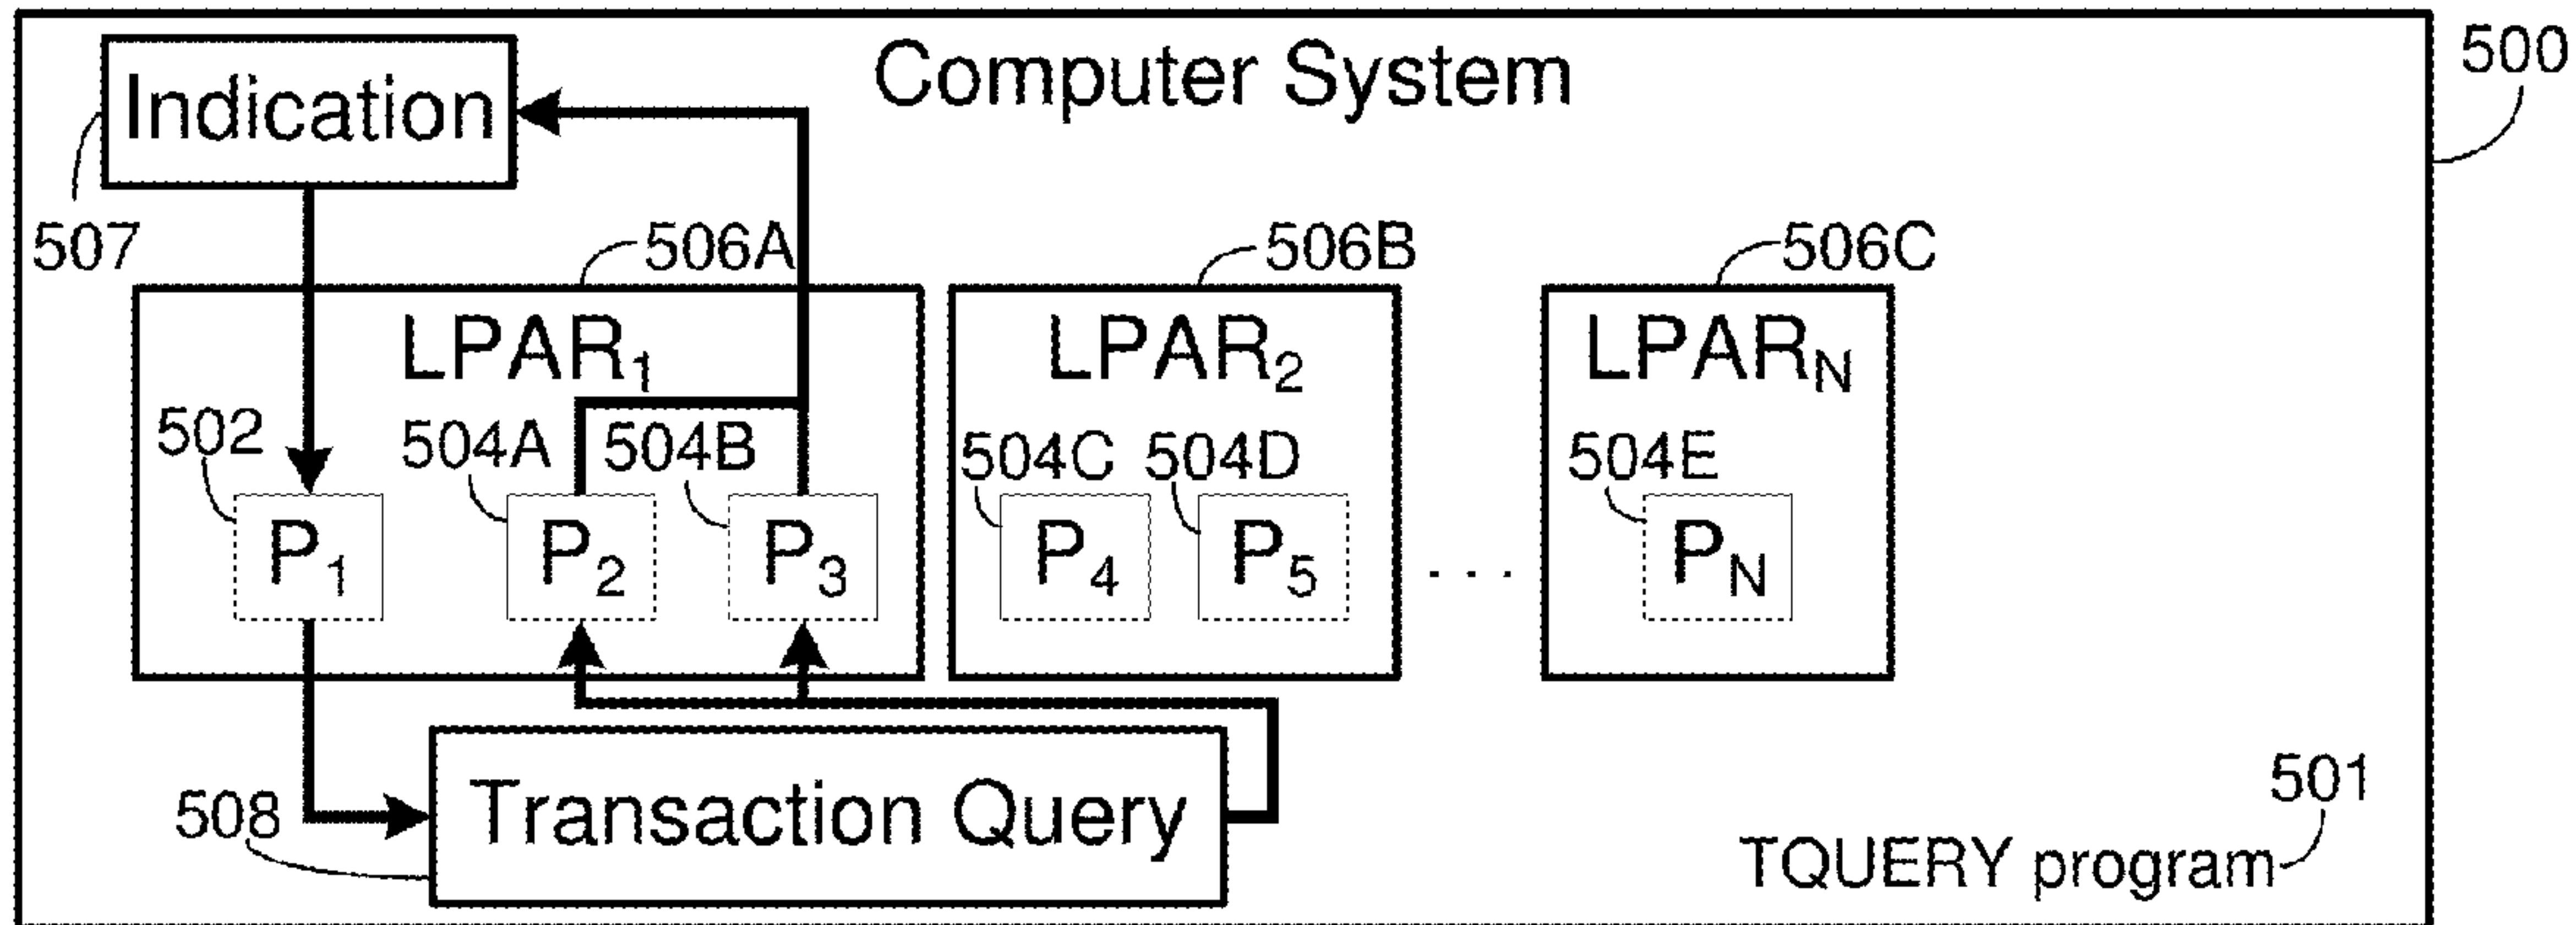 Computer System
500
Indication
507
506A
506B
506C
LPAR₁
LPAR₂
LPARN
502
504A
504B
504C
504D
504E
P₁
P₂
P₃
P₄
P₅
. . .
PN
508
Transaction Query
501
TQUERY program